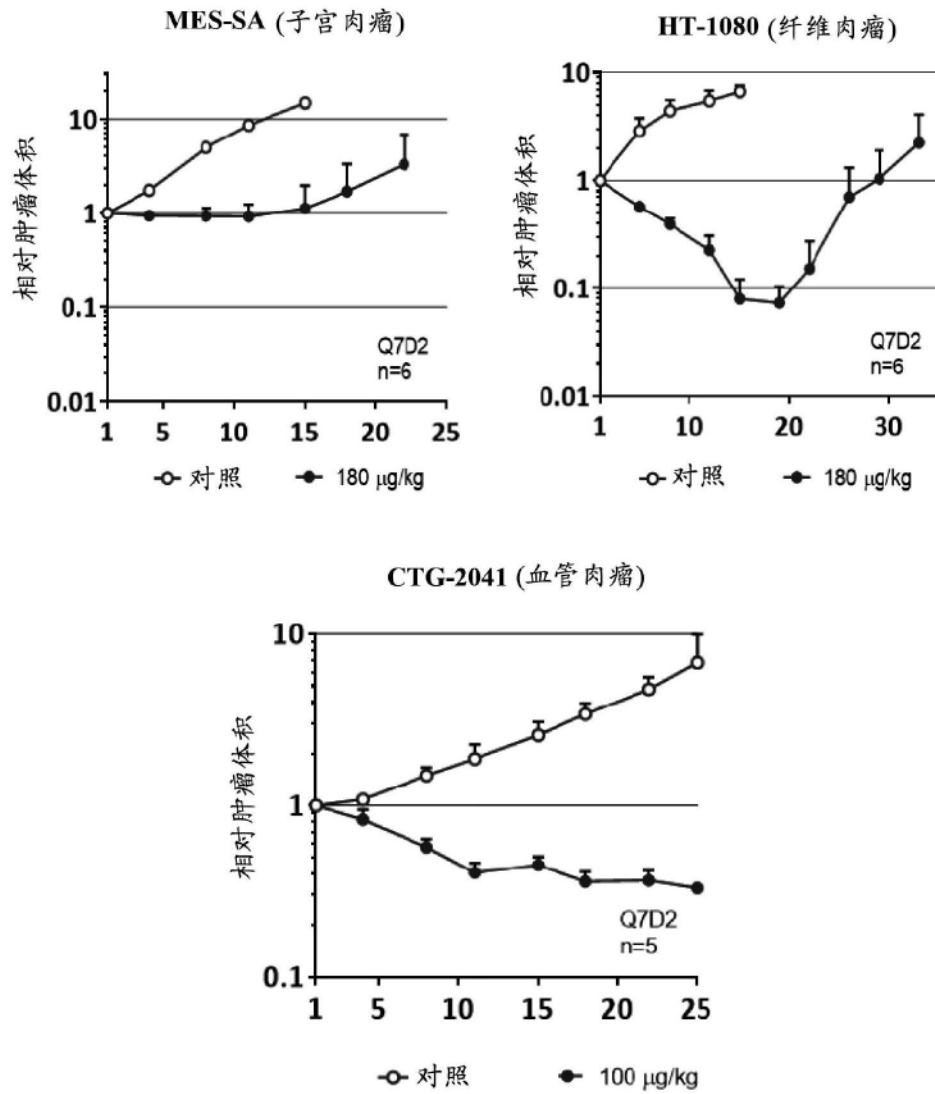 MES-SA (子宫肉瘤)
相对肿瘤体积
10
1
0.1
0.01
Q7D2
n=6
1 5 10 15 20 25
对照 180 μg/kg
HT-1080 (纤维肉瘤)
相对肿瘤体积
10
1
0.1
0.01
Q7D2
n=6
1 10 20 30
对照 180 μg/kg
CTG-2041 (血管肉瘤)
相对肿瘤体积
10
1
0.1
Q7D2
n=5
1 5 10 15 20 25
对照 100 μg/kg